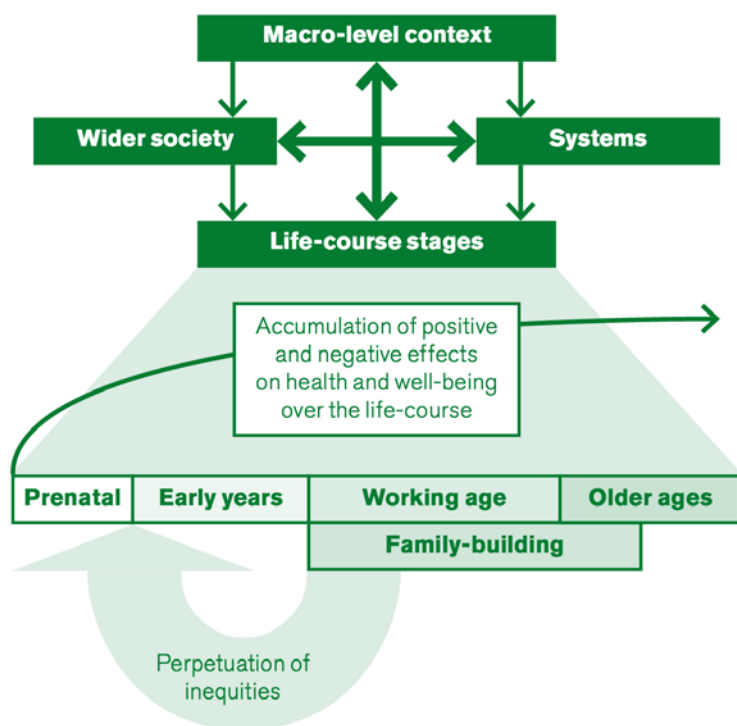 Macro-level context
Wider society
Systems
Life-course stages
Accumulation of positive
and negative effects
on health and well-being
over the life-course
Prenatal
Early years
Working age
Older ages
Family-building
Perpetuation of
inequities